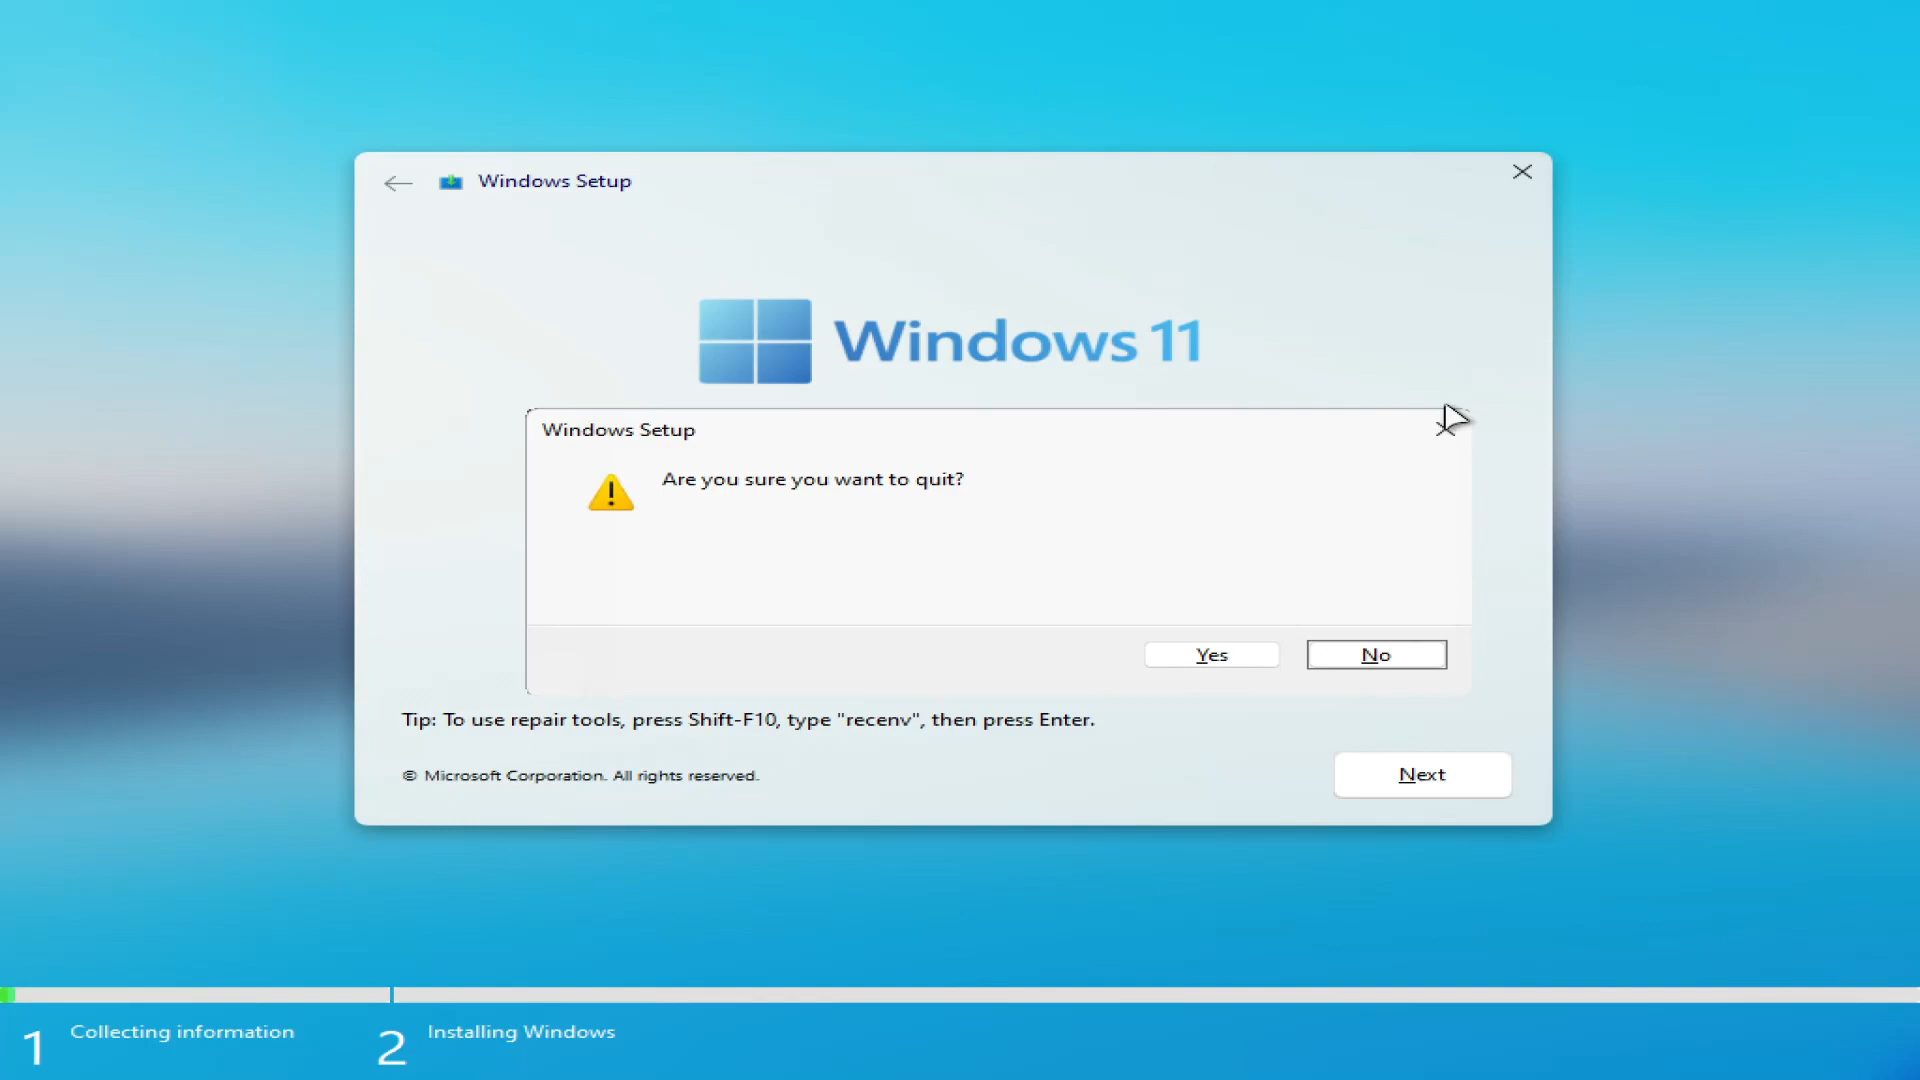 Windows Setup
Windows 11
Windows Setup
Are you sure you want to quit?
Yes
No
Tip: To use repair tools, press Shift-F10, type "recenv", then press Enter.
© Microsoft Corporation. All rights reserved.
Next
1 Collecting information
2 Installing Windows